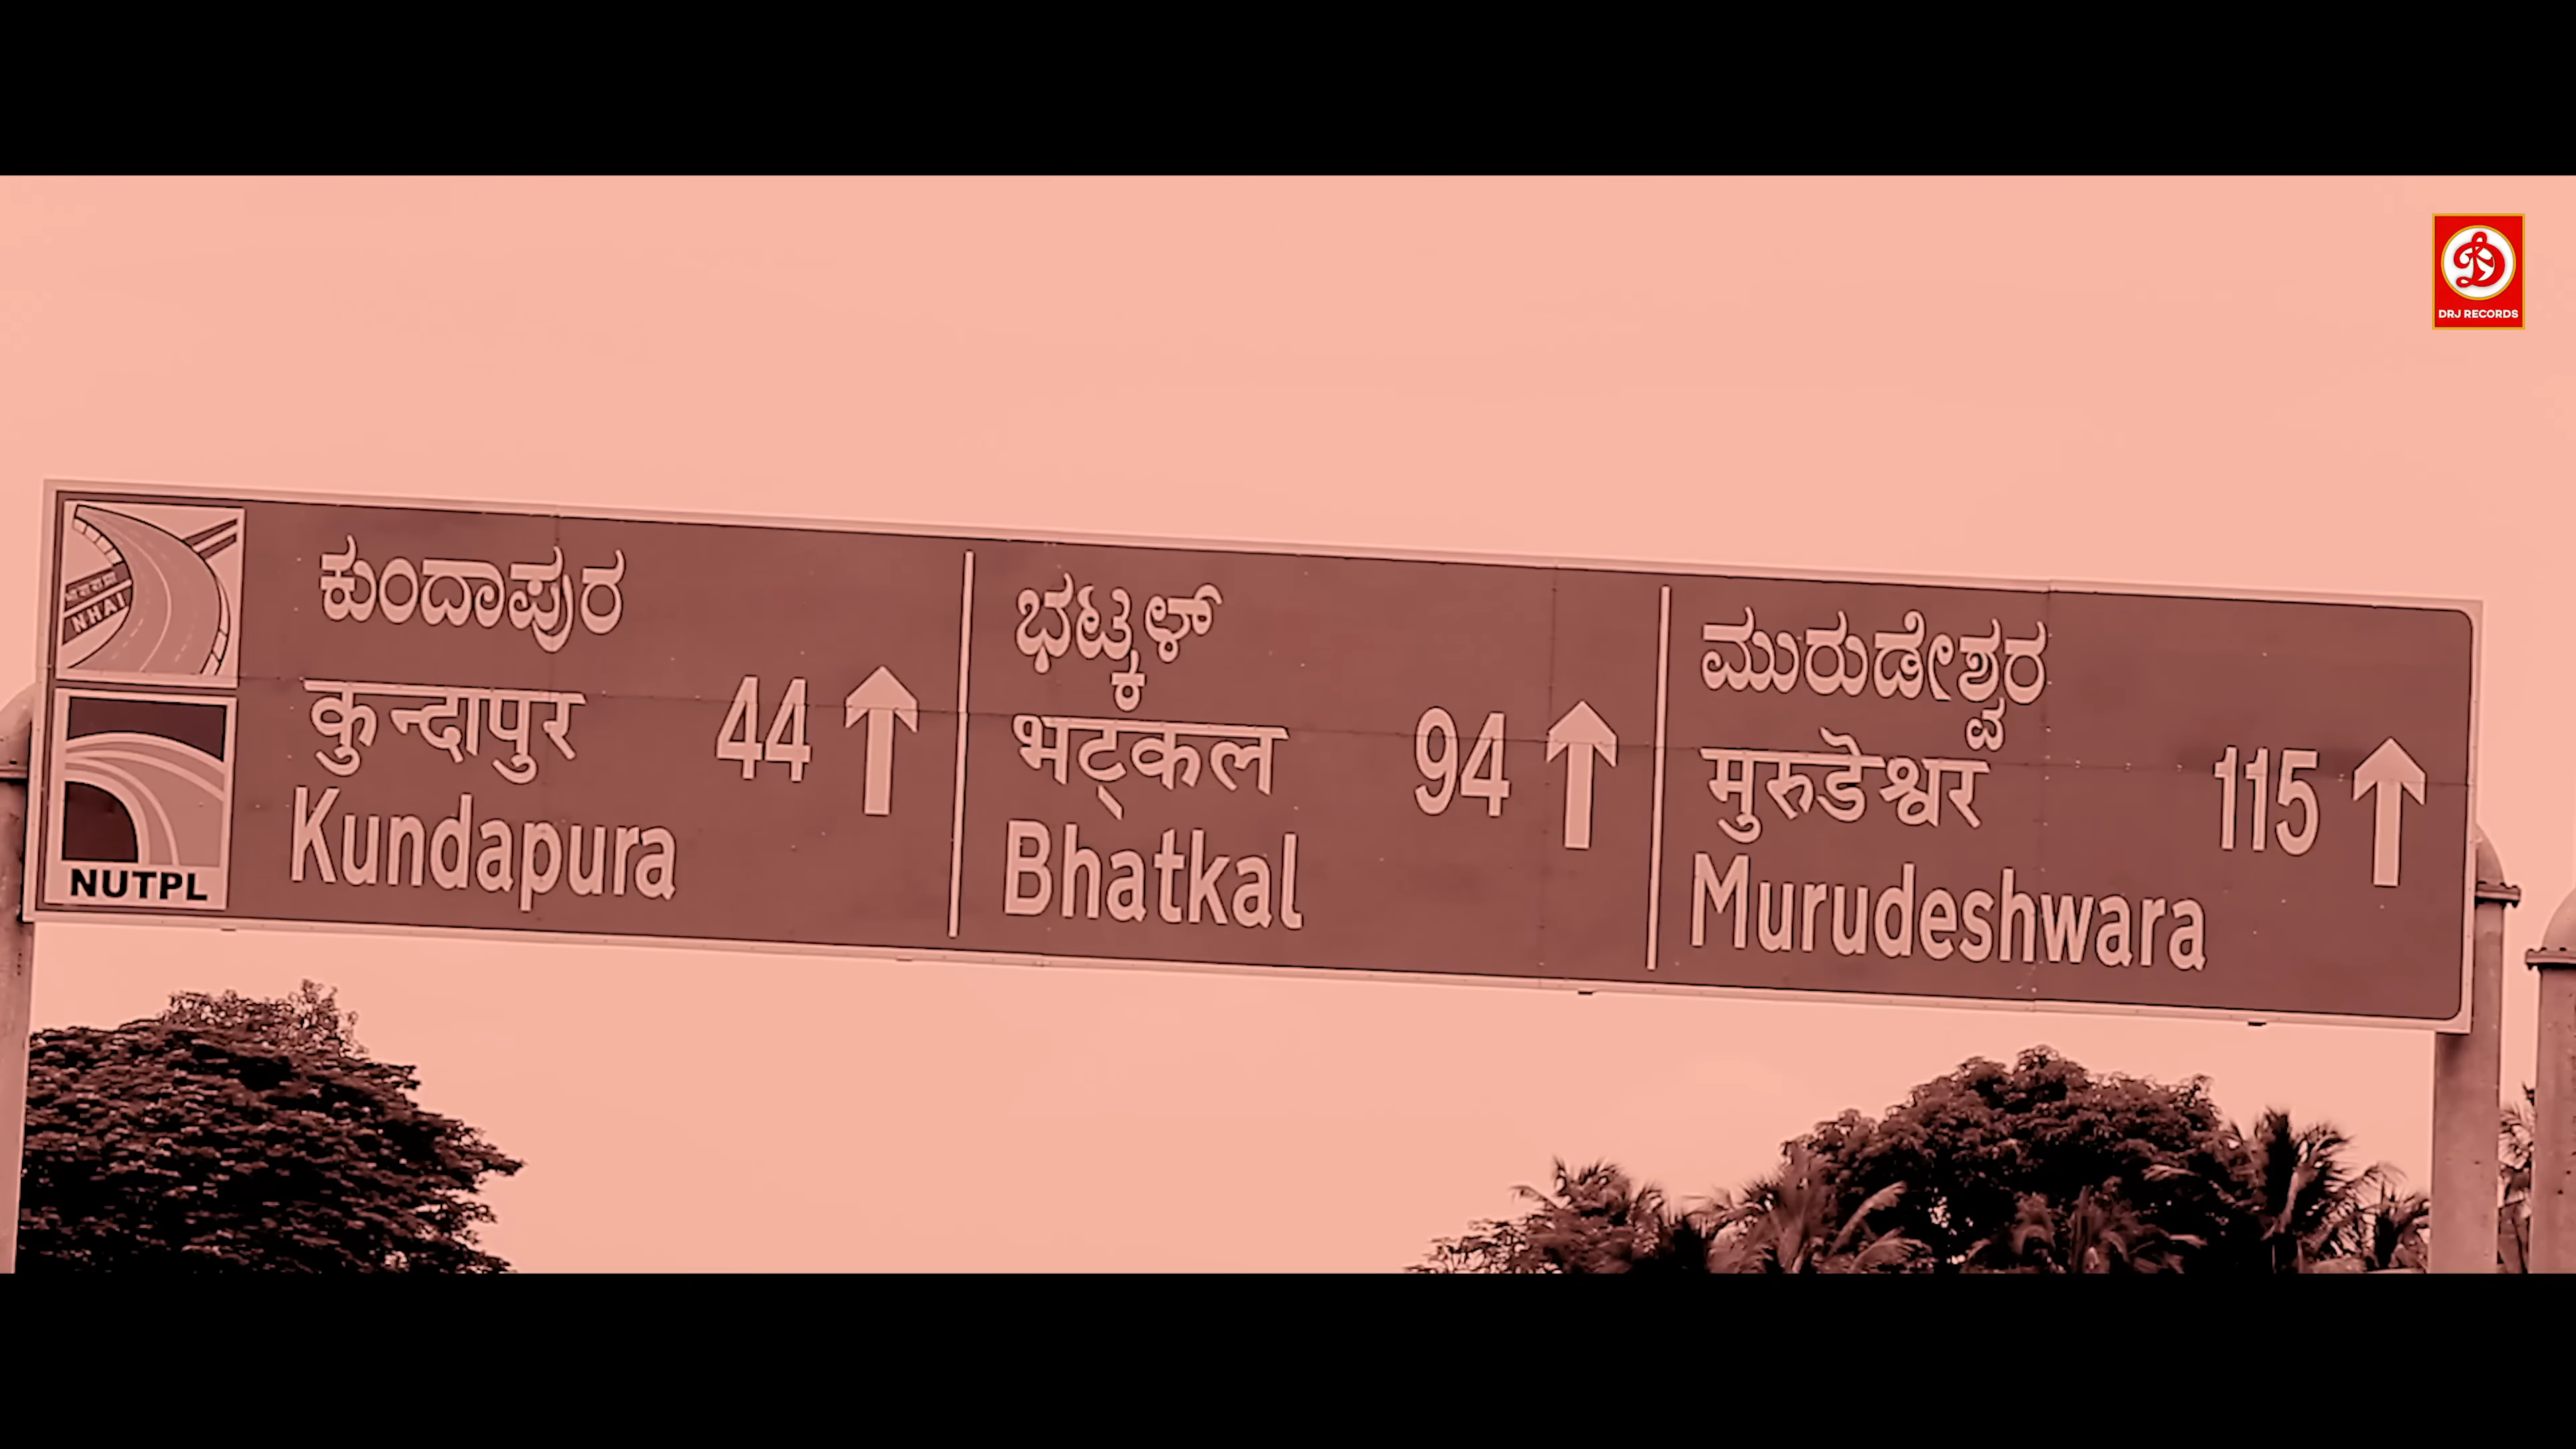 DRJ RECORDS
NHAI
NUTPL
ಕುಂದಾಪುರ
कुन्दापुर
Kundapura
44
ಭಟ್ಕಳ್
भट्कल
Bhatkal
94
ಮುರುಡೇಶ್ವರ
मुरुडेश्वर
Murudeshwara
115